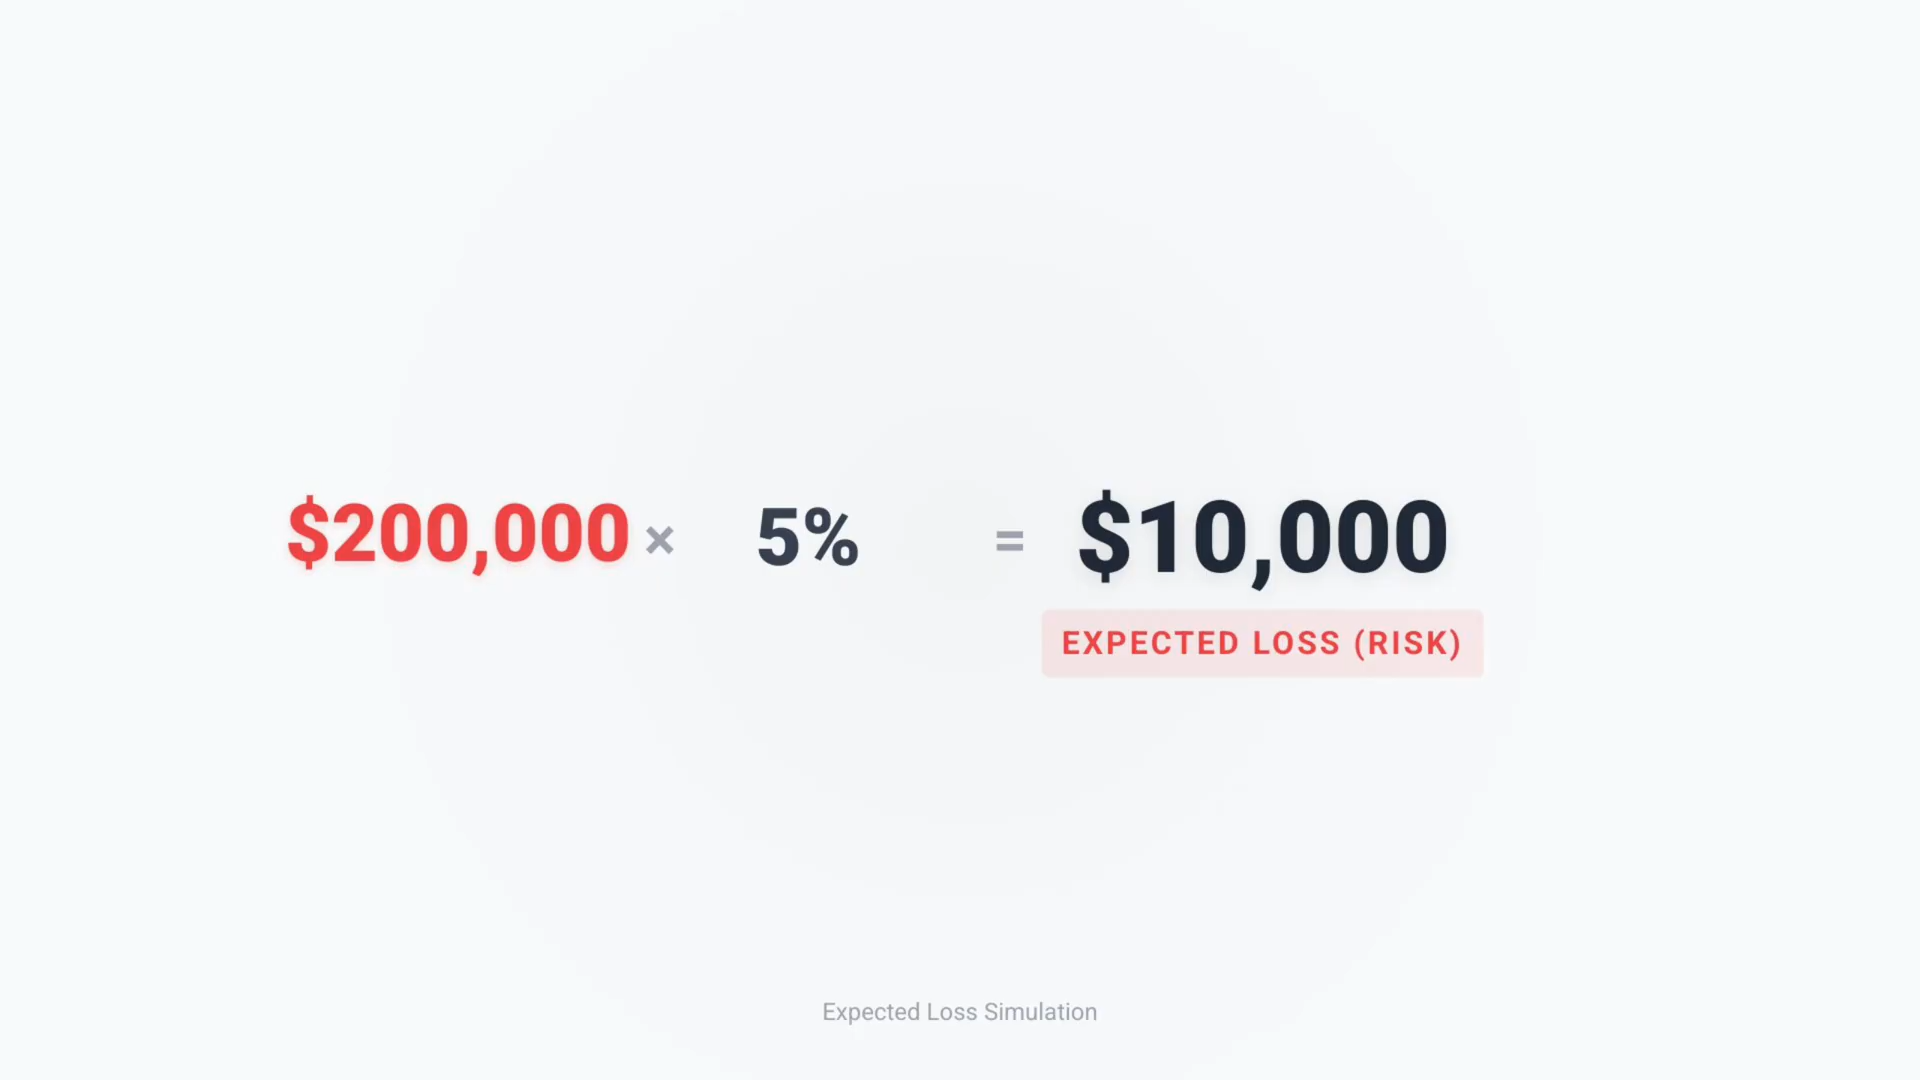 $200,000 × 5% = $10,000
EXPECTED LOSS (RISK)
Expected Loss Simulation